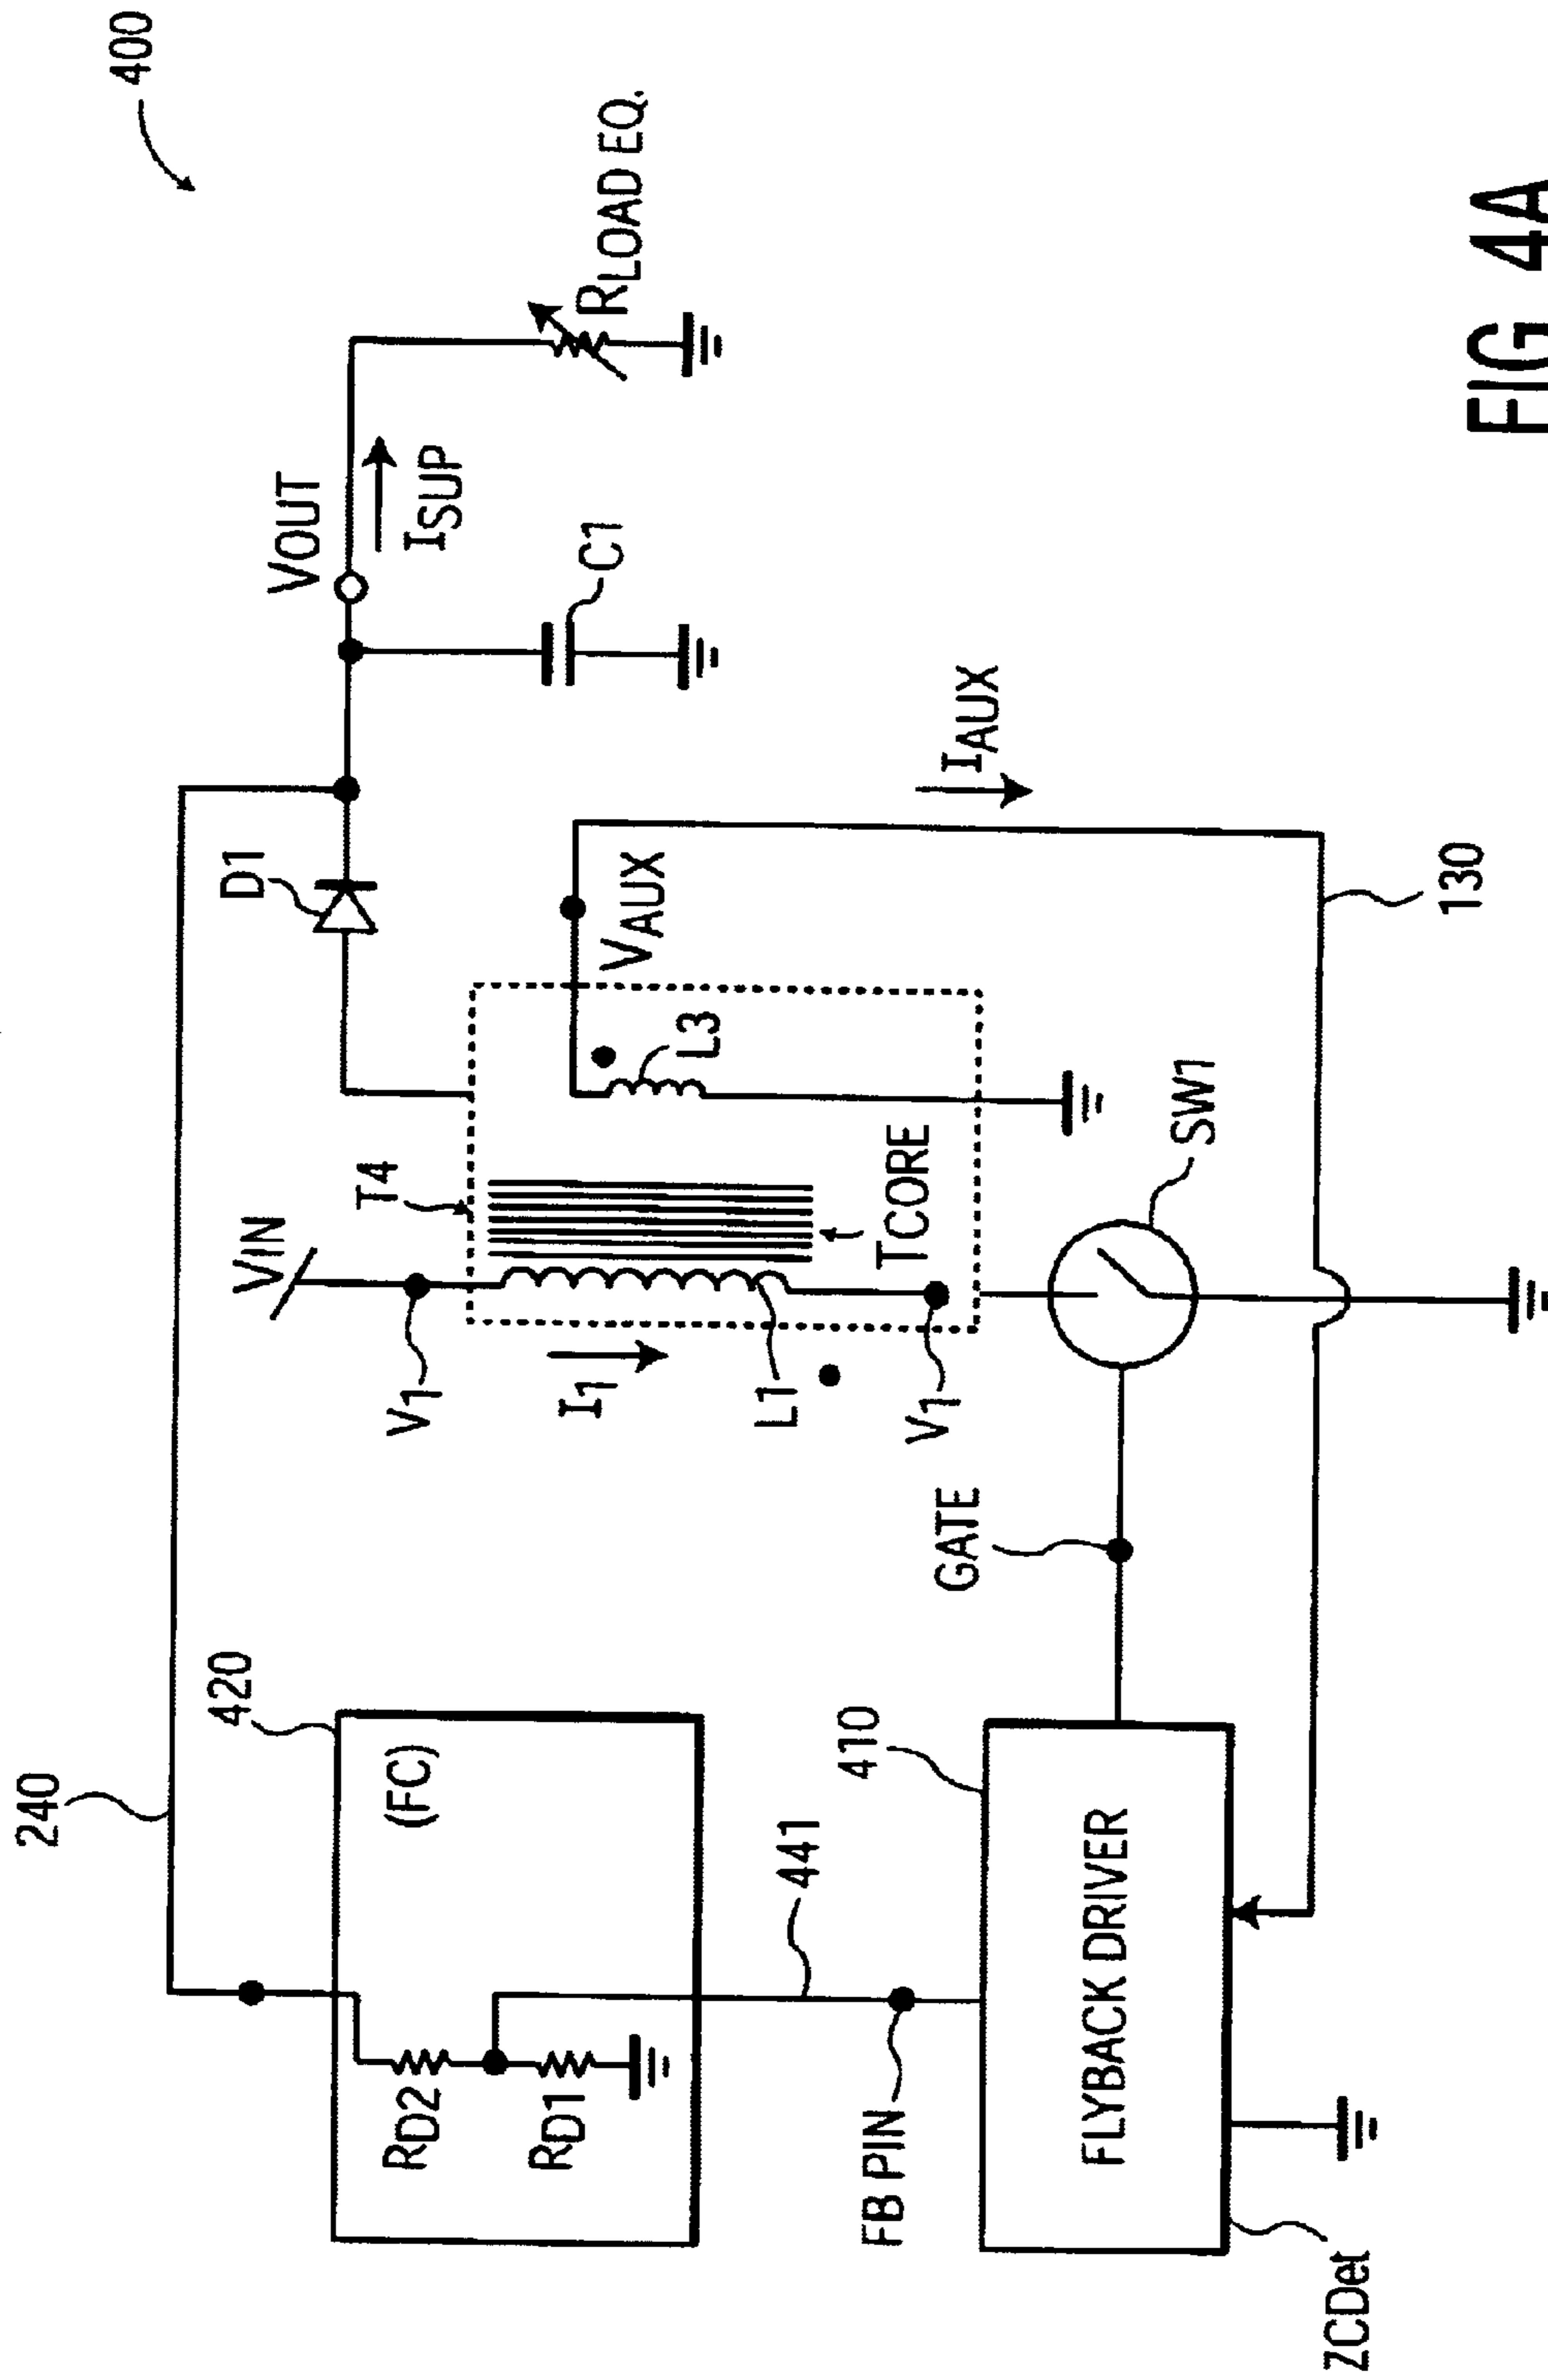 400
240
420
(FC)
RD2
RD1
441
FB PIN
410
FLYBACK DRIVER
ZCDet
GATE
VIN
V1
I1
L1
V1
T4
TCORE
L3
VAUX
IAUX
SW1
130
D1
VOUT
ISUP
C1
RLOAD EQ.
FIG 4A